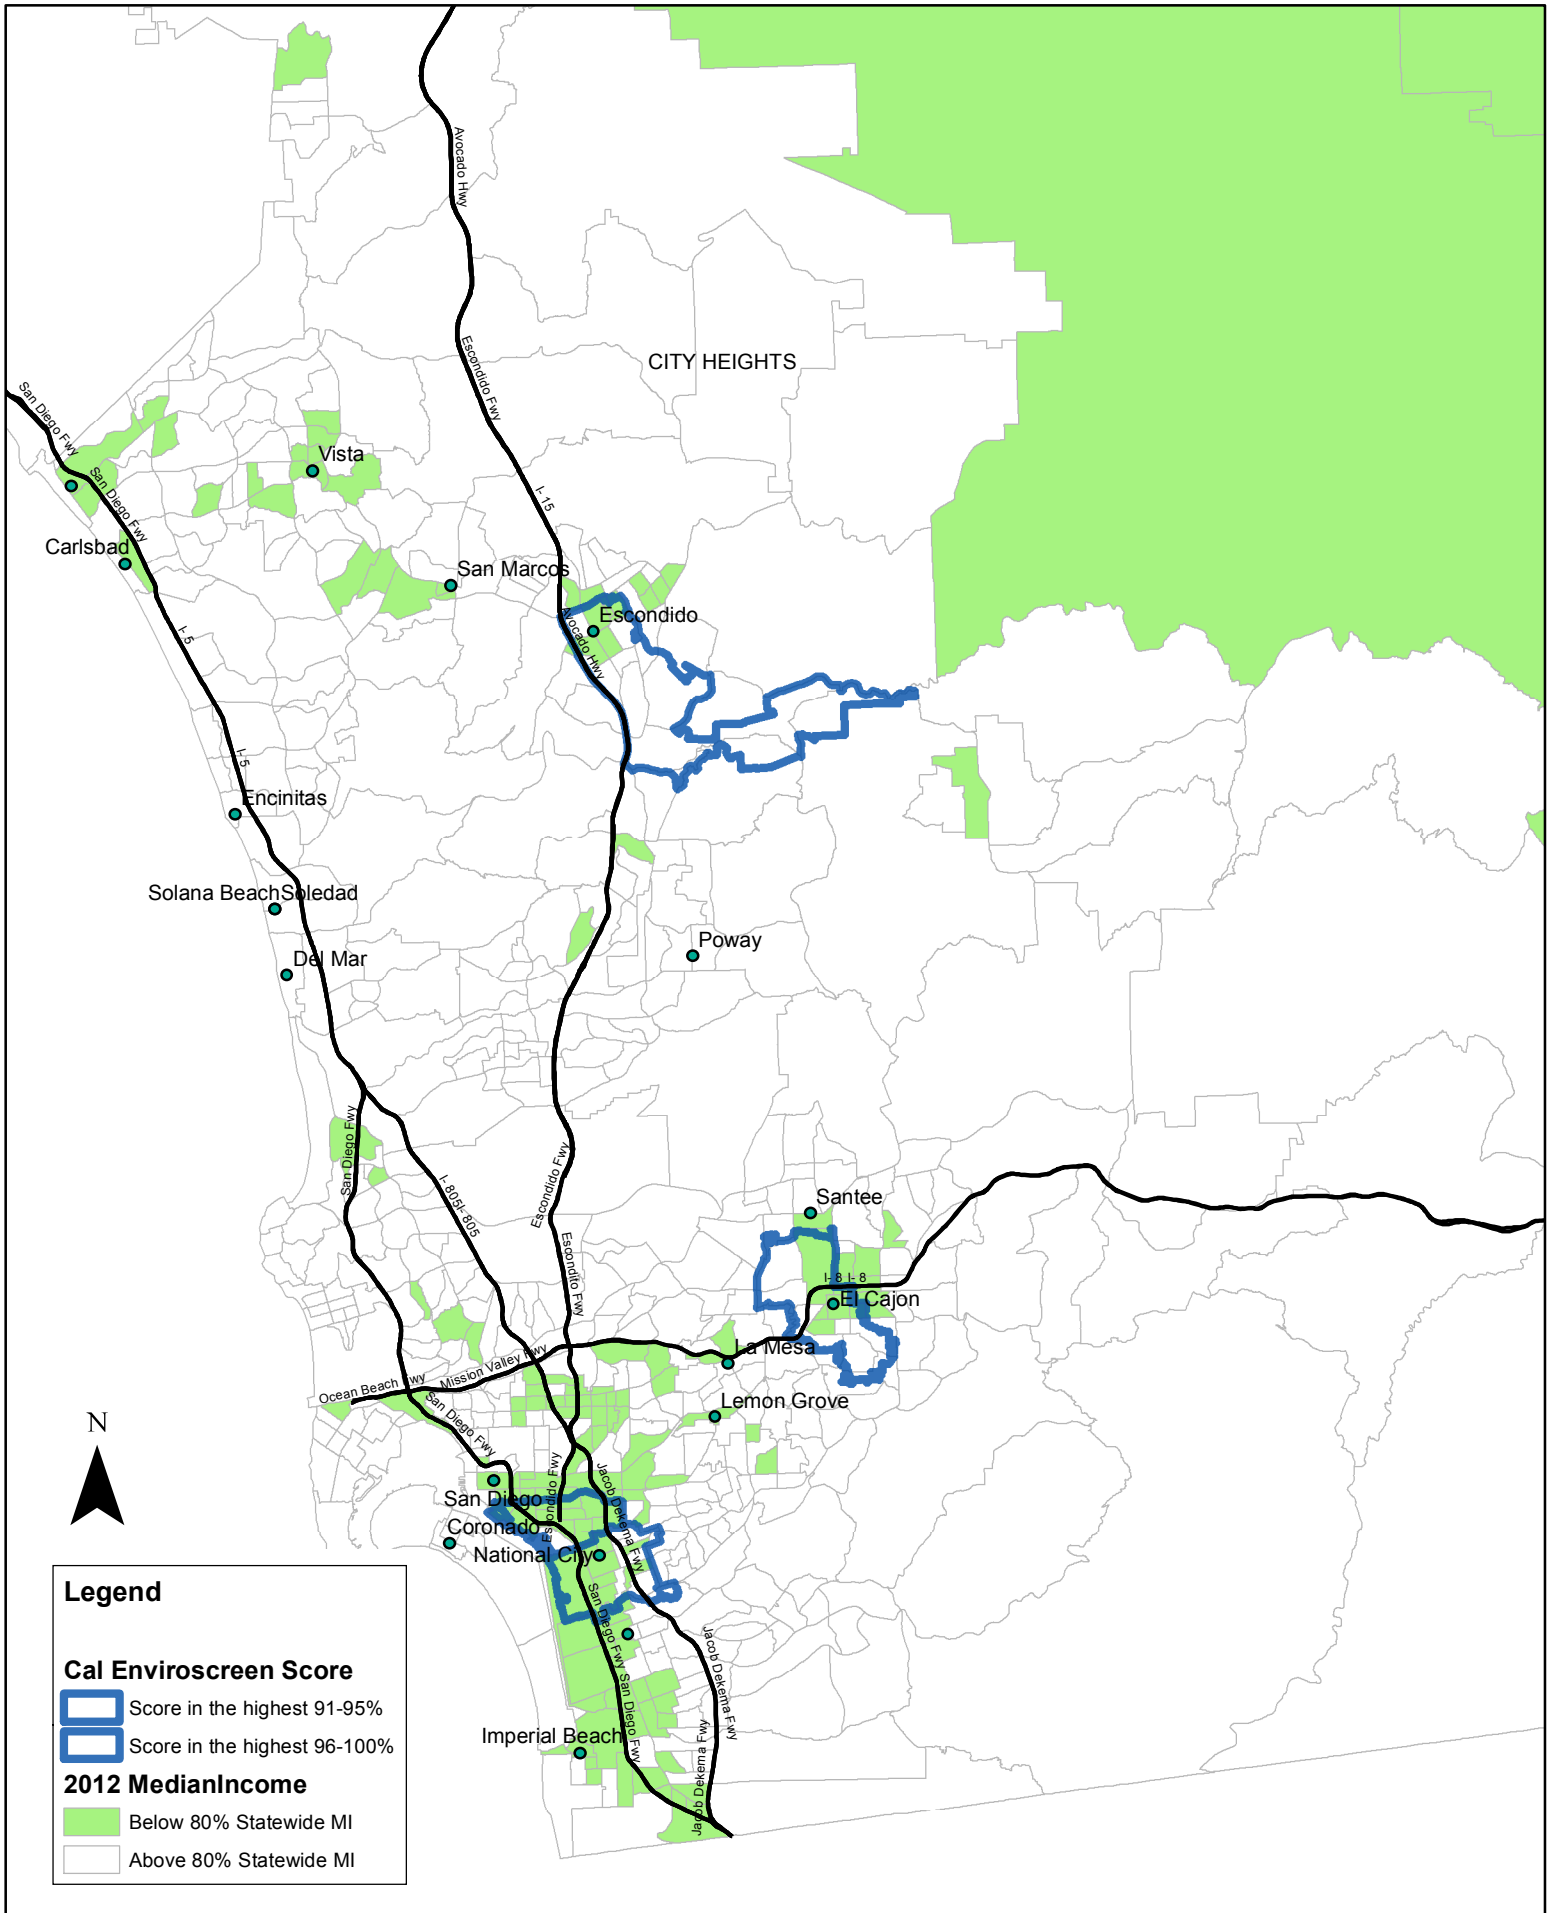 Avocado Hwy
Escondido Fwy
CITY HEIGHTS
San Diego Fwy
San Diego Fwy
Vista
I- 15
Carlsbad
San Marcos
Escondido
Avocado Hwy
I- 5
I- 5
Encinitas
Solana Beach
Soledad
Poway
Del Mar
San Diego Fwy
Escondido Fwy
I- 805
I- 805
Santee
Escondito Fwy
I- 8
I- 8
El Cajon
La Mesa
Mission Valley Fwy
Ocean Beach Fwy
San Diego Fwy
Lemon Grove
N
Escondido Fwy
Jacob Dekema Fwy
San Diego
Coronado
National City
San Diego Fwy
San Diego Fwy
Jacob Dekema Fwy
Jacob Dekema Fwy
Imperial Beach
Legend
Cal Enviroscreen Score
Score in the highest 91-95%
Score in the highest 96-100%
2012 MedianIncome
Below 80% Statewide MI
Above 80% Statewide MI